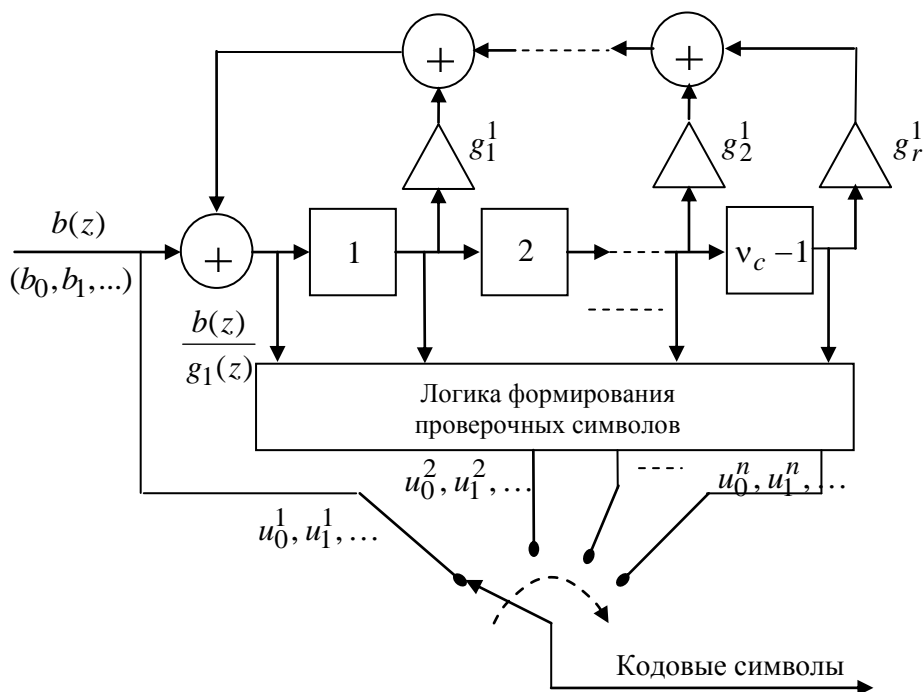 +
+
g_1^1
g_2^1
g_r^1
b(z)
(b_0, b_1, ...)
+
1
2
ν_c – 1
b(z)
g_1(z)
Логика формирования
проверочных символов
u_0^1, u_1^1, …
u_0^2, u_1^2, …
u_0^n, u_1^n, …
Кодовые символы